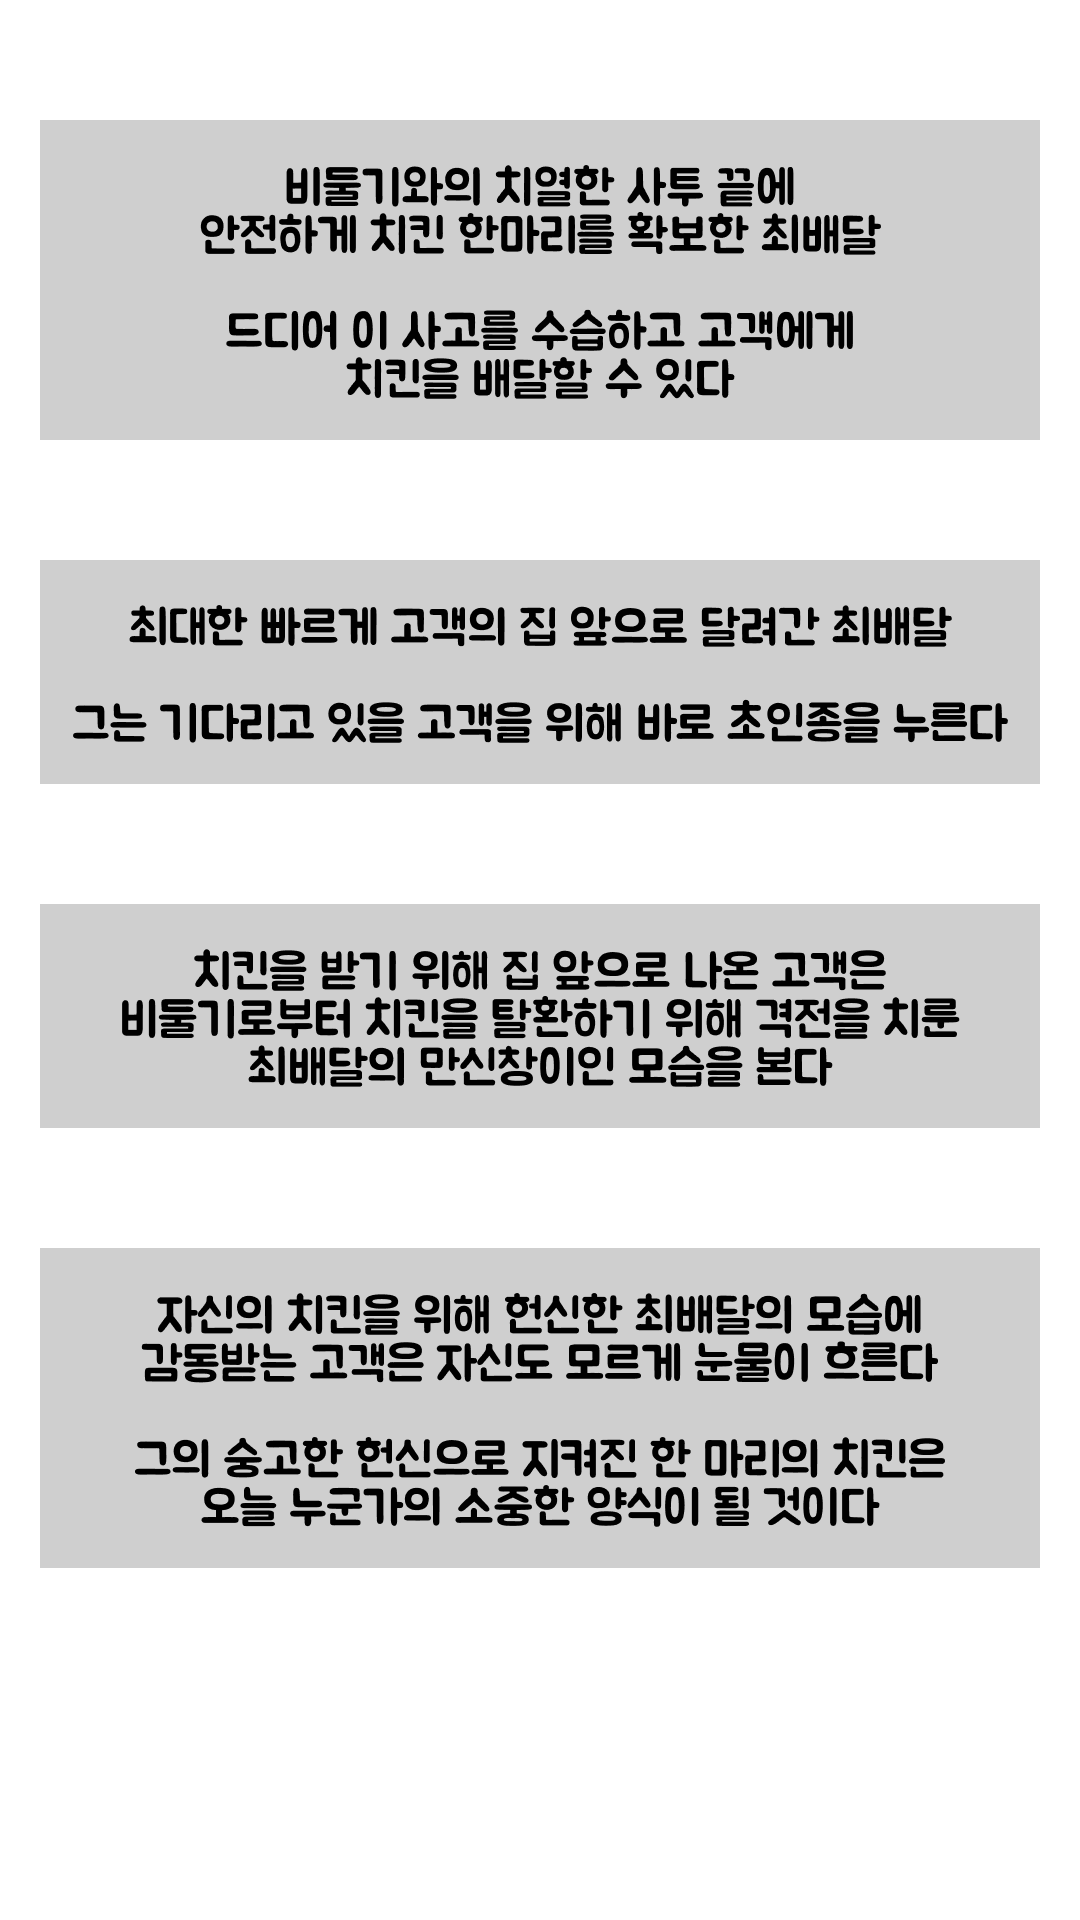 비둘기와의 치열한 사투 끝에
안전하게 치킨 한마리를 확보한 최배달
드디어 이 사고를 수습하고 고객에게
치킨을 배달할 수 있다
최대한 빠르게 고객의 집 앞으로 달려간 최배달
그는 기다리고 있을 고객을 위해 바로 초인종을 누른다
치킨을 받기 위해 집 앞으로 나온 고객은
비둘기로부터 치킨을 탈환하기 위해 격전을 치룬
최배달의 만신창이인 모습을 본다
자신의 치킨을 위해 헌신한 최배달의 모습에
감동받는 고객은 자신도 모르게 눈물이 흐른다
그의 숭고한 헌신으로 지켜진 한 마리의 치킨은
오늘 누군가의 소중한 양식이 될 것이다